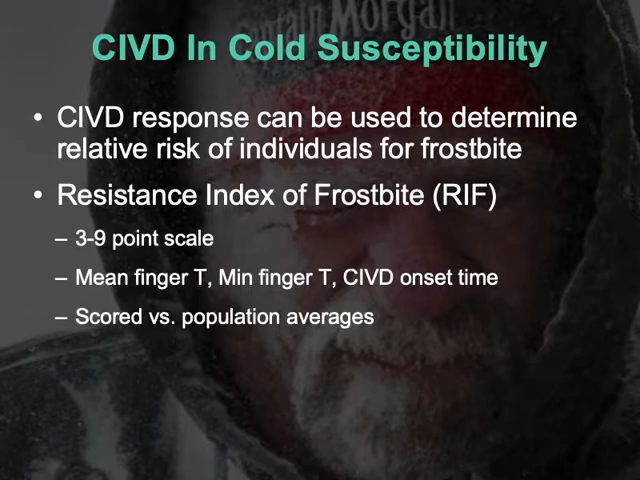 Captain Morgan
CIVD In Cold Susceptibility
• CIVD response can be used to determine
relative risk of individuals for frostbite
• Resistance Index of Frostbite (RIF)
– 3-9 point scale
– Mean finger T, Min finger T, CIVD onset time
– Scored vs. population averages